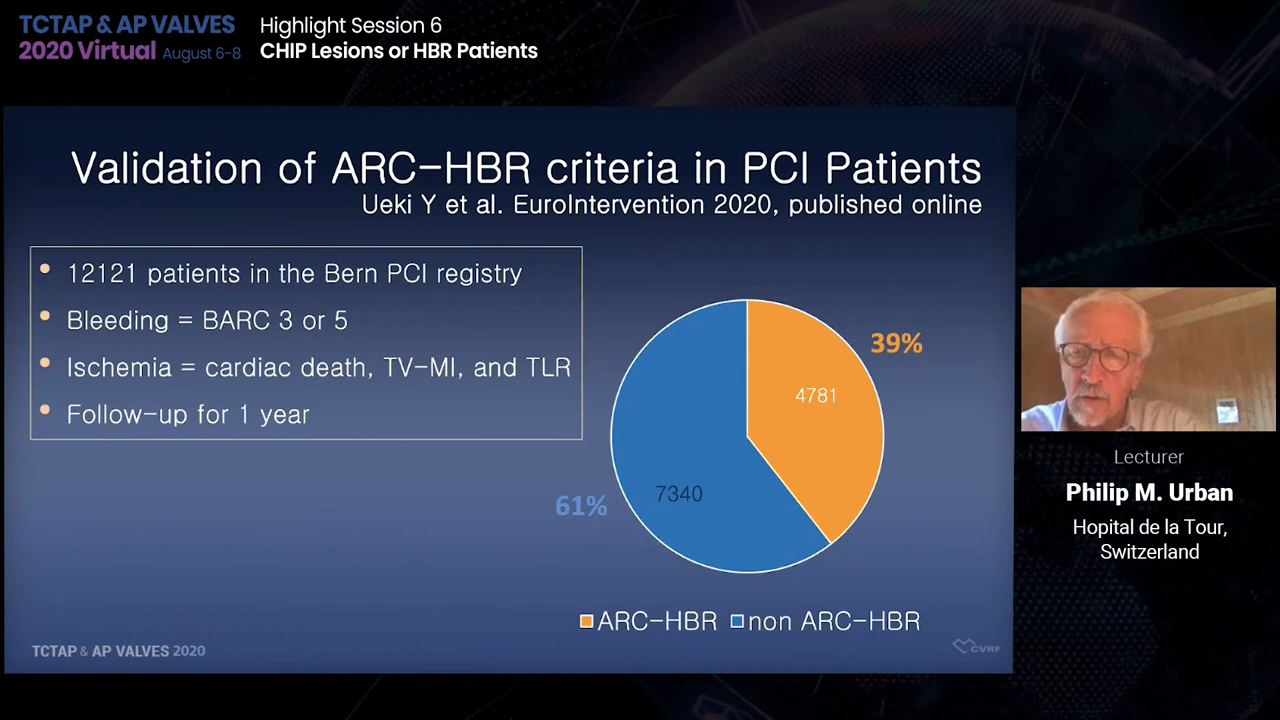 TCTAP & AP VALVES
2020 Virtual August 6-8
Highlight Session 6
CHIP Lesions or HBR Patients
Validation of ARC-HBR criteria in PCI Patients
Ueki Y et al. EuroIntervention 2020, published online
• 12121 patients in the Bern PCI registry
• Bleeding = BARC 3 or 5
• Ischemia = cardiac death, TV-MI, and TLR
• Follow-up for 1 year
39%
4781
7340
61%
ARC-HBR non ARC-HBR
TCTAP & AP VALVES 2020
CVRF
Lecturer
Philip M. Urban
Hopital de la Tour,
Switzerland